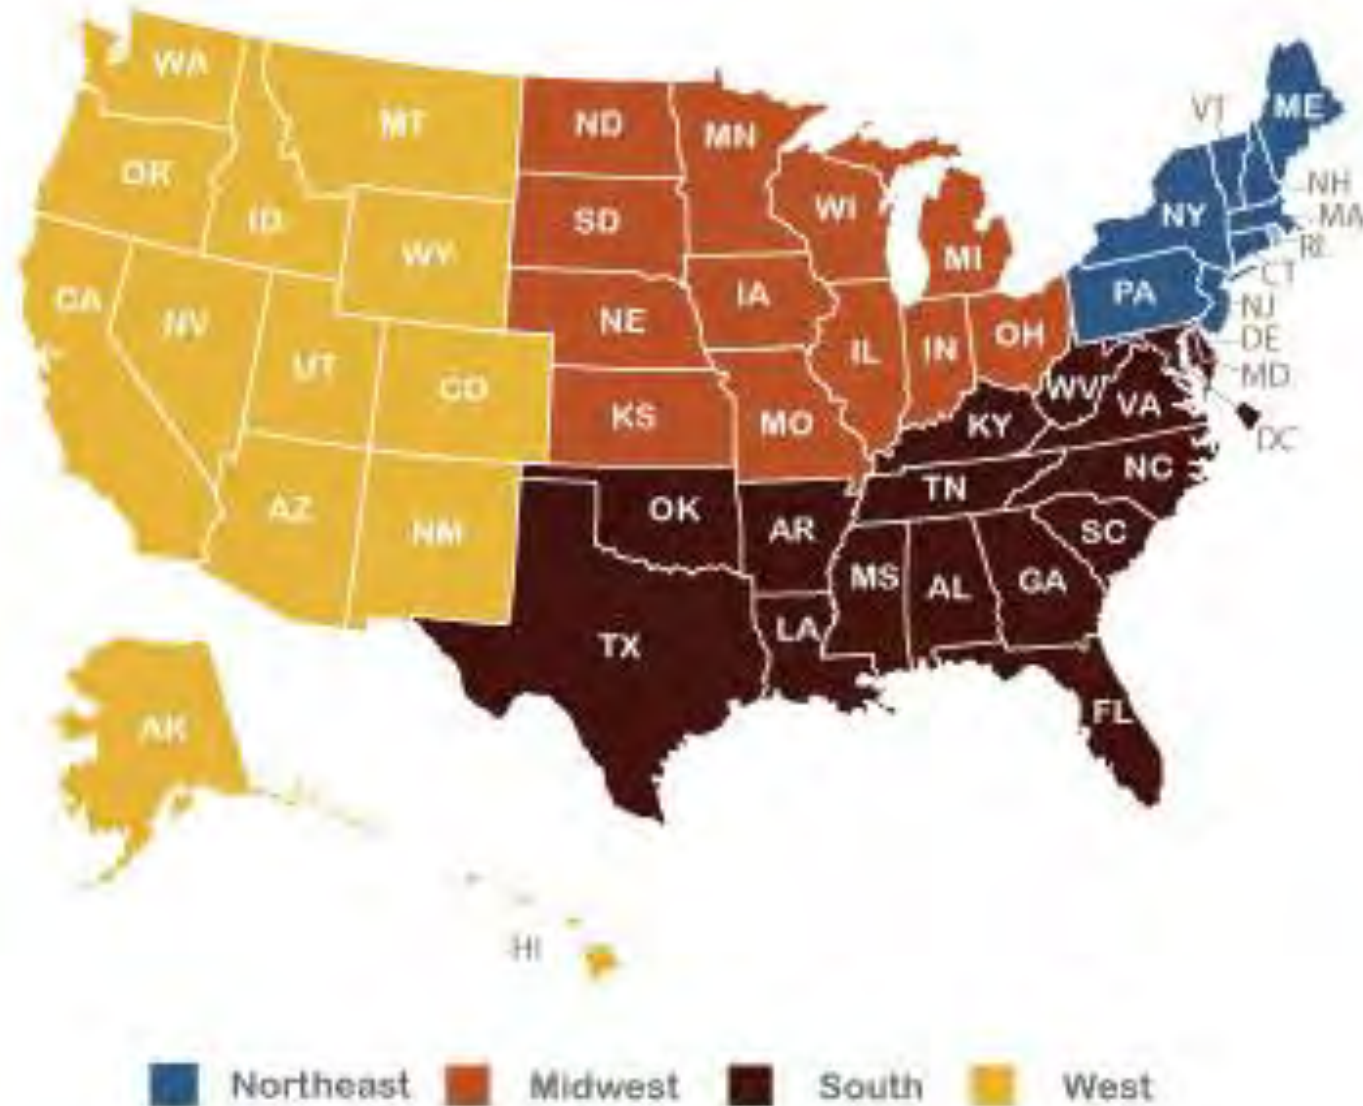 WA
MT
ND
MN
VT
ME
OR
ID
SD
WI
NY
NH
MA
WY
MI
RI
CT
CA
NV
NE
IA
PA
NJ
UT
CO
IL
IN
OH
DE
MD
KS
MO
KY
WV
VA
DC
AZ
NM
OK
AR
TN
NC
TX
LA
MS
AL
GA
SC
AK
FL
HI
Northeast Midwest South West